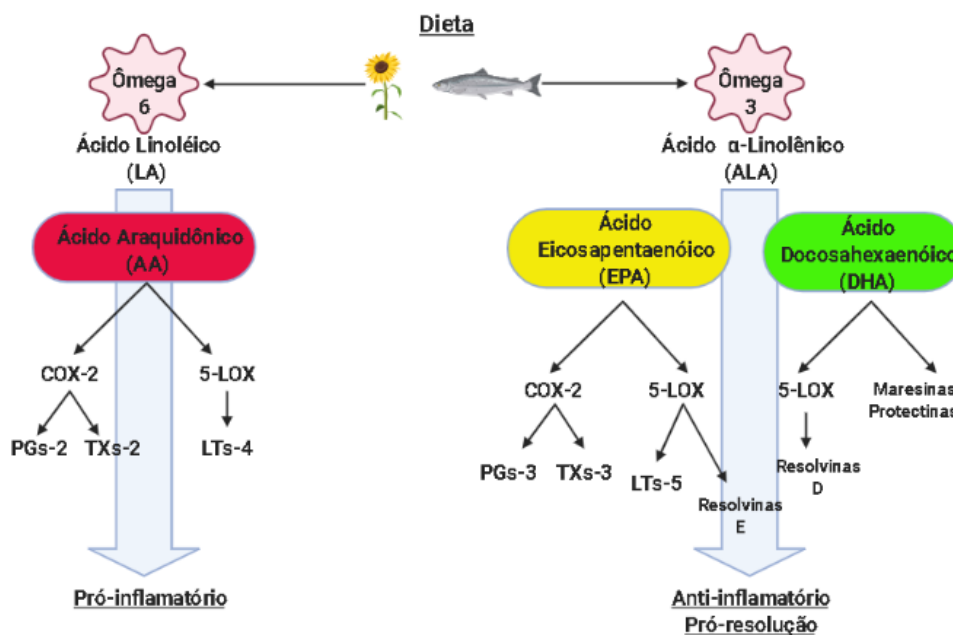 Dieta
Ômega
6
Ômega
3
Ácido Linoléico
(LA)
Ácido α-Linolênico
(ALA)
Ácido Araquidônico
(AA)
Ácido
Eicosapentaenóico
(EPA)
Ácido
Docosahexaenóico
(DHA)
COX-2
5-LOX
COX-2
5-LOX
5-LOX
Maresinas
Protectinas
PGs-2
TXs-2
LTs-4
PGs-3
TXs-3
LTs-5
Resolvinas
E
Resolvinas
D
Pró-inflamatório
Anti-inflamatório
Pró-resolução